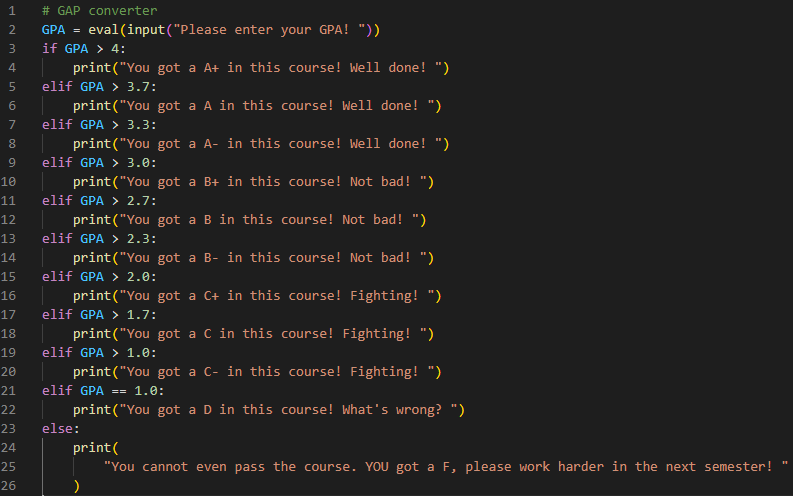 1 # GAP converter
2 GPA = eval(input("Please enter your GPA! "))
3 if GPA > 4:
4     print("You got a A+ in this course! Well done! ")
5 elif GPA > 3.7:
6     print("You got a A in this course! Well done! ")
7 elif GPA > 3.3:
8     print("You got a A- in this course! Well done! ")
9 elif GPA > 3.0:
10     print("You got a B+ in this course! Not bad! ")
11 elif GPA > 2.7:
12     print("You got a B in this course! Not bad! ")
13 elif GPA > 2.3:
14     print("You got a B- in this course! Not bad! ")
15 elif GPA > 2.0:
16     print("You got a C+ in this course! Fighting! ")
17 elif GPA > 1.7:
18     print("You got a C in this course! Fighting! ")
19 elif GPA > 1.0:
20     print("You got a C- in this course! Fighting! ")
21 elif GPA == 1.0:
22     print("You got a D in this course! What's wrong? ")
23 else:
24     print(
25         "You cannot even pass the course. YOU got a F, please work harder in the next semester! "
26     )